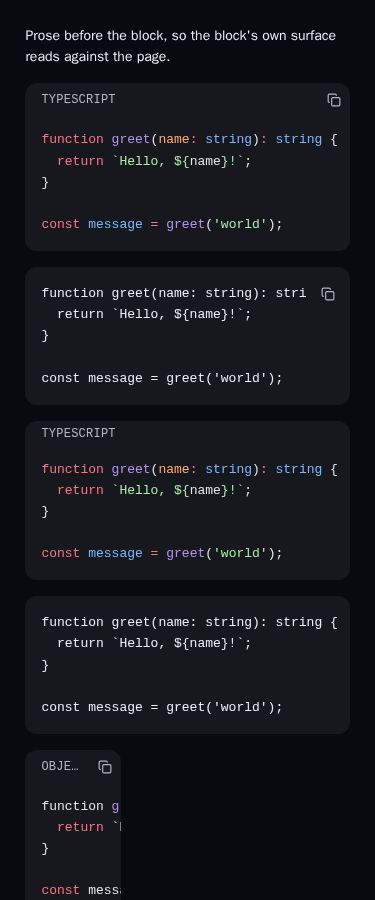 Prose before the block, so the block's own surface
reads against the page.
TYPESCRIPT
function greet(name: string): string {
  return `Hello, ${name}!`;
}
const message = greet('world');
function greet(name: string): stri
  return `Hello, ${name}!`;
}
const message = greet('world');
TYPESCRIPT
function greet(name: string): string {
  return `Hello, ${name}!`;
}
const message = greet('world');
function greet(name: string): string {
  return `Hello, ${name}!`;
}
const message = greet('world');
OBJE…
function g
  return `
}
const mess